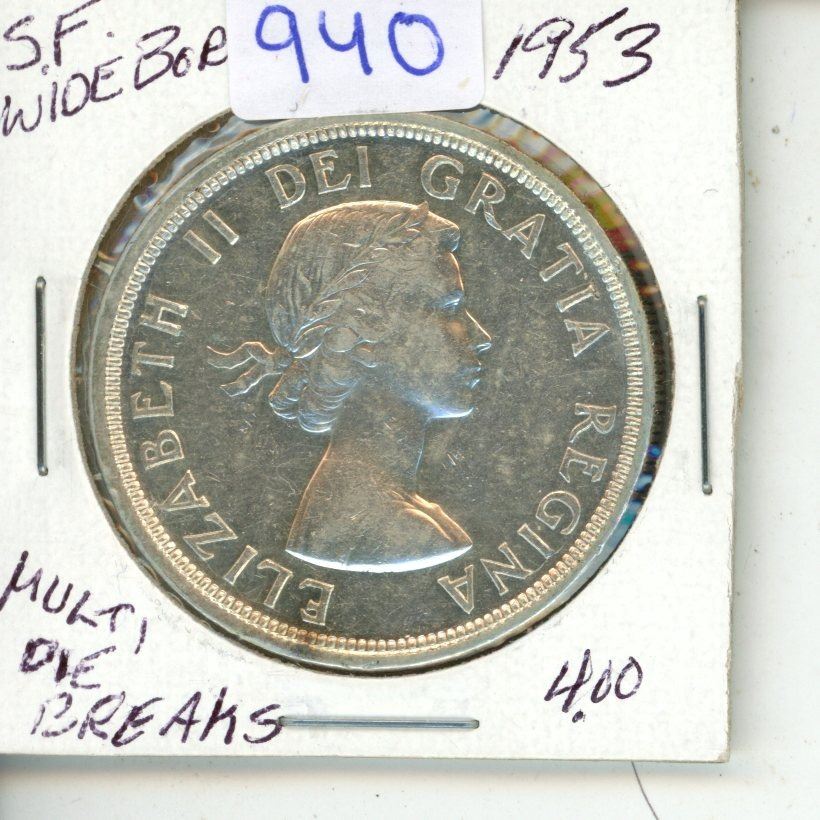 S.F.
WIDE BOR
940
1953
ELIZABETH II DEI GRATIA REGINA
MULTI
DIE
BREAKS
4.00